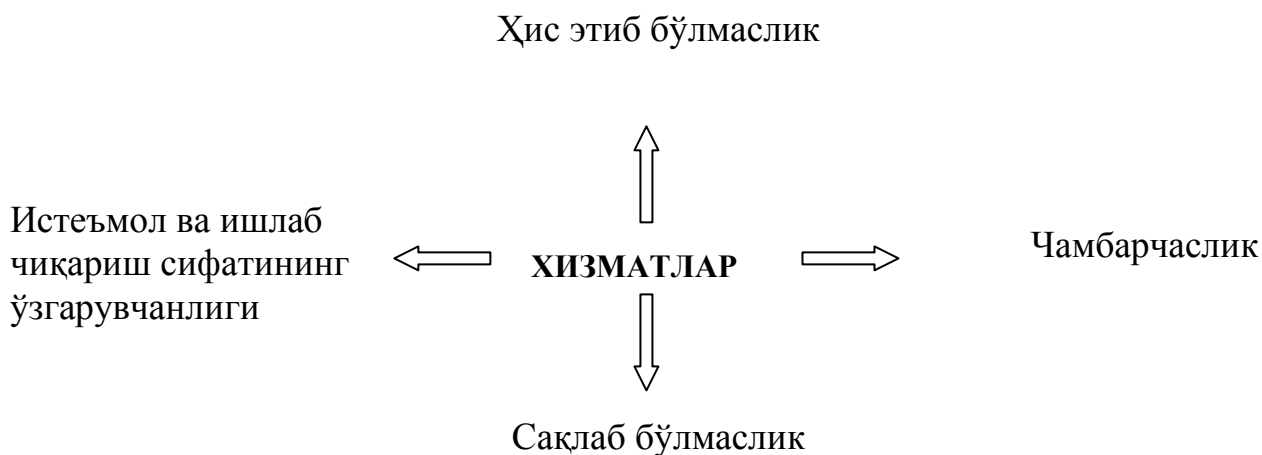 Ҳис этиб бўлмаслик
Истеъмол ва ишлаб
чиқариш сифатининг
ўзгарувчанлиги
ХИЗМАТЛАР
Чамбарчаслик
Сақлаб бўлмаслик